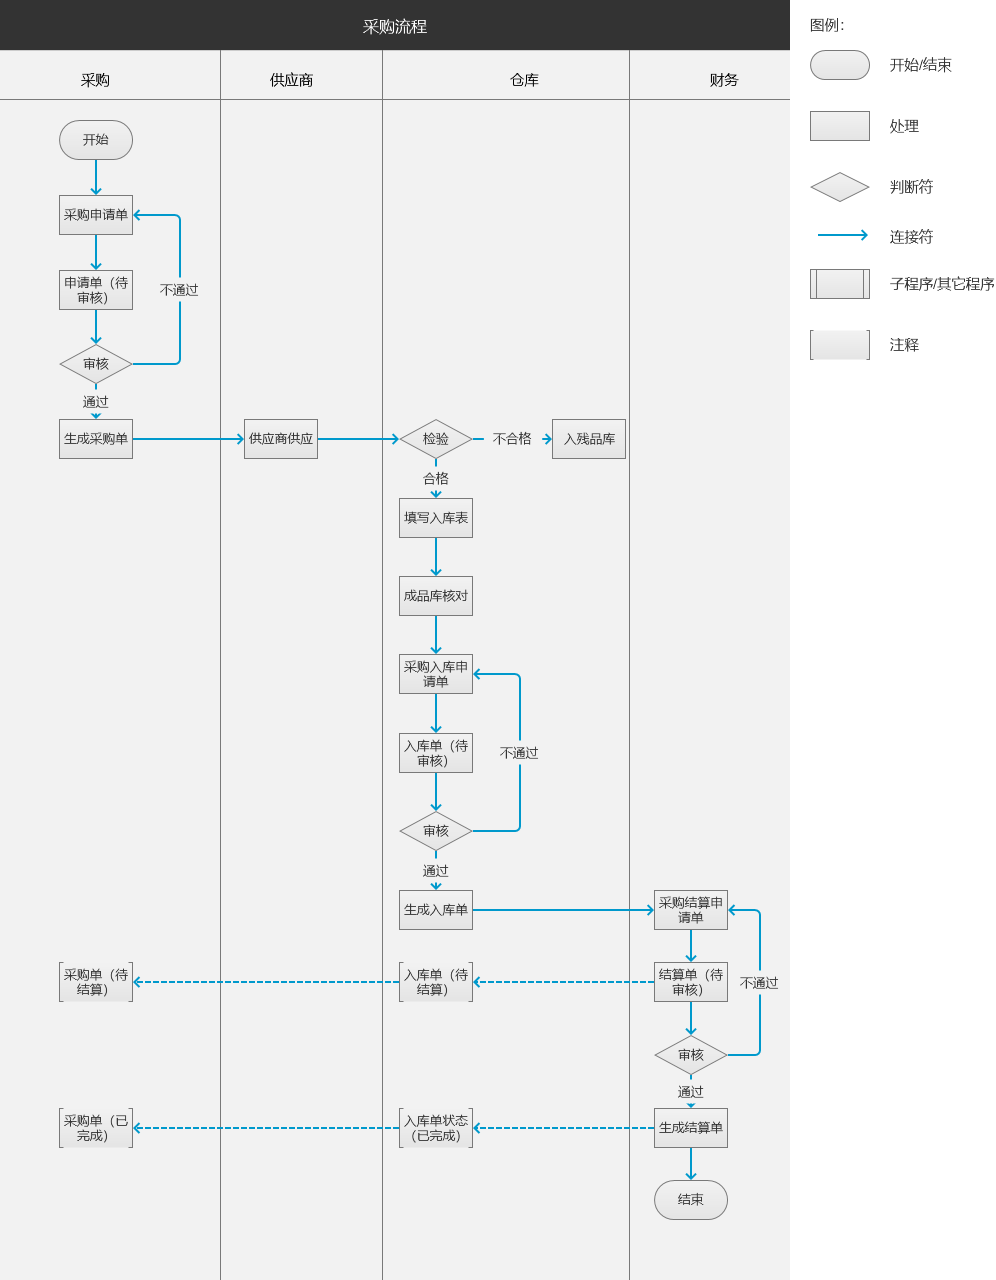 采购流程
图例：
采购
供应商
仓库
财务
开始/结束
处理
判断符
连接符
子程序/其它程序
注释
开始
采购申请单
申请单（待
审核）
不通过
审核
通过
生成采购单
供应商供应
检验
不合格
入残品库
合格
填写入库表
成品库核对
采购入库申
请单
入库单（待
审核）
不通过
审核
通过
生成入库单
采购结算申
请单
采购单（待
结算）
入库单（待
结算）
结算单（待
审核）
不通过
审核
通过
采购单（已
完成）
入库单状态
（已完成）
生成结算单
结束